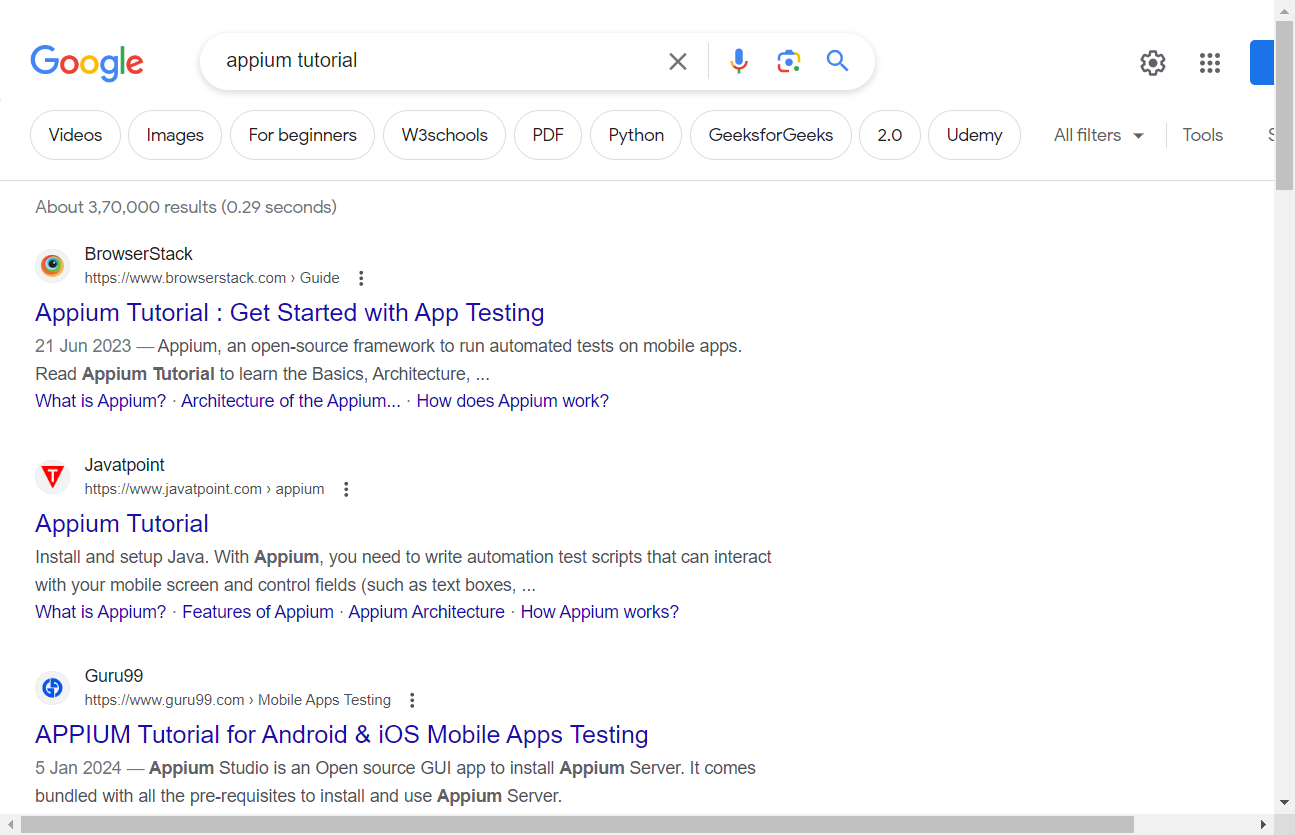 Google
appium tutorial
Videos Images For beginners W3schools PDF Python GeeksforGeeks 2.0 Udemy All filters Tools
About 3,70,000 results (0.29 seconds)
BrowserStack
https://www.browserstack.com › Guide
Appium Tutorial : Get Started with App Testing
21 Jun 2023 — Appium, an open-source framework to run automated tests on mobile apps.
Read Appium Tutorial to learn the Basics, Architecture, ...
What is Appium? · Architecture of the Appium... · How does Appium work?
Javatpoint
https://www.javatpoint.com › appium
Appium Tutorial
Install and setup Java. With Appium, you need to write automation test scripts that can interact
with your mobile screen and control fields (such as text boxes, ...
What is Appium? · Features of Appium · Appium Architecture · How Appium works?
Guru99
https://www.guru99.com › Mobile Apps Testing
APPIUM Tutorial for Android & iOS Mobile Apps Testing
5 Jan 2024 — Appium Studio is an Open source GUI app to install Appium Server. It comes
bundled with all the pre-requisites to install and use Appium Server.